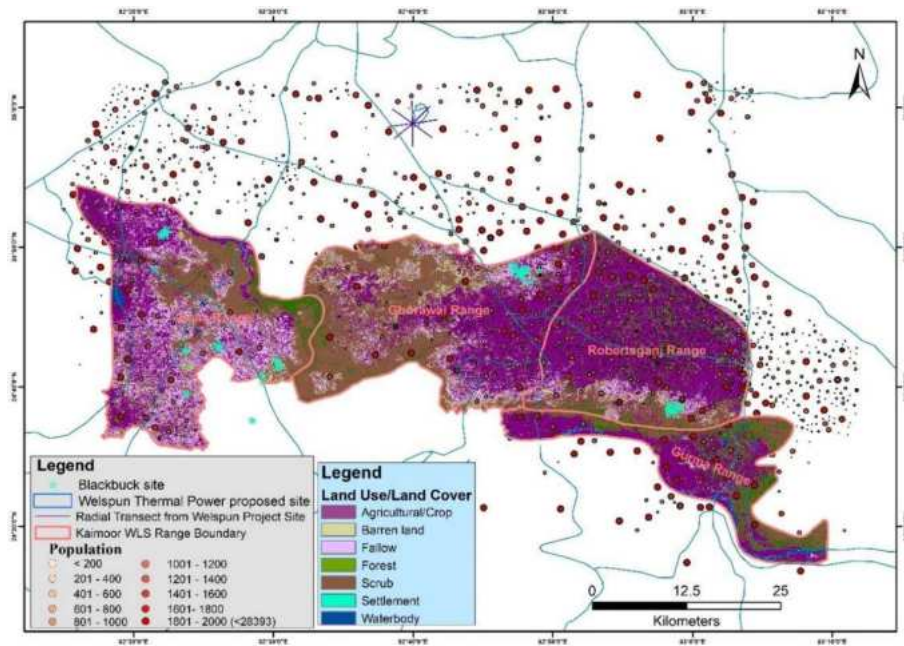 N
Ghorawal Range
Robertsganj Range
Gurma Range
Legend
Blackbuck site
Welspun Thermal Power proposed site
Radial Transect from Welspun Project Site
Kaimoor WLS Range Boundary
Population
< 200
201 - 400
401 - 600
601 - 800
801 - 1000
1001 - 1200
1201 - 1400
1401 - 1600
1601- 1800
1801 - 2000 (<28393)
Legend
Land Use/Land Cover
Agricultural/Crop
Barren land
Fallow
Forest
Scrub
Settlement
Waterbody
0 12.5 25
Kilometers